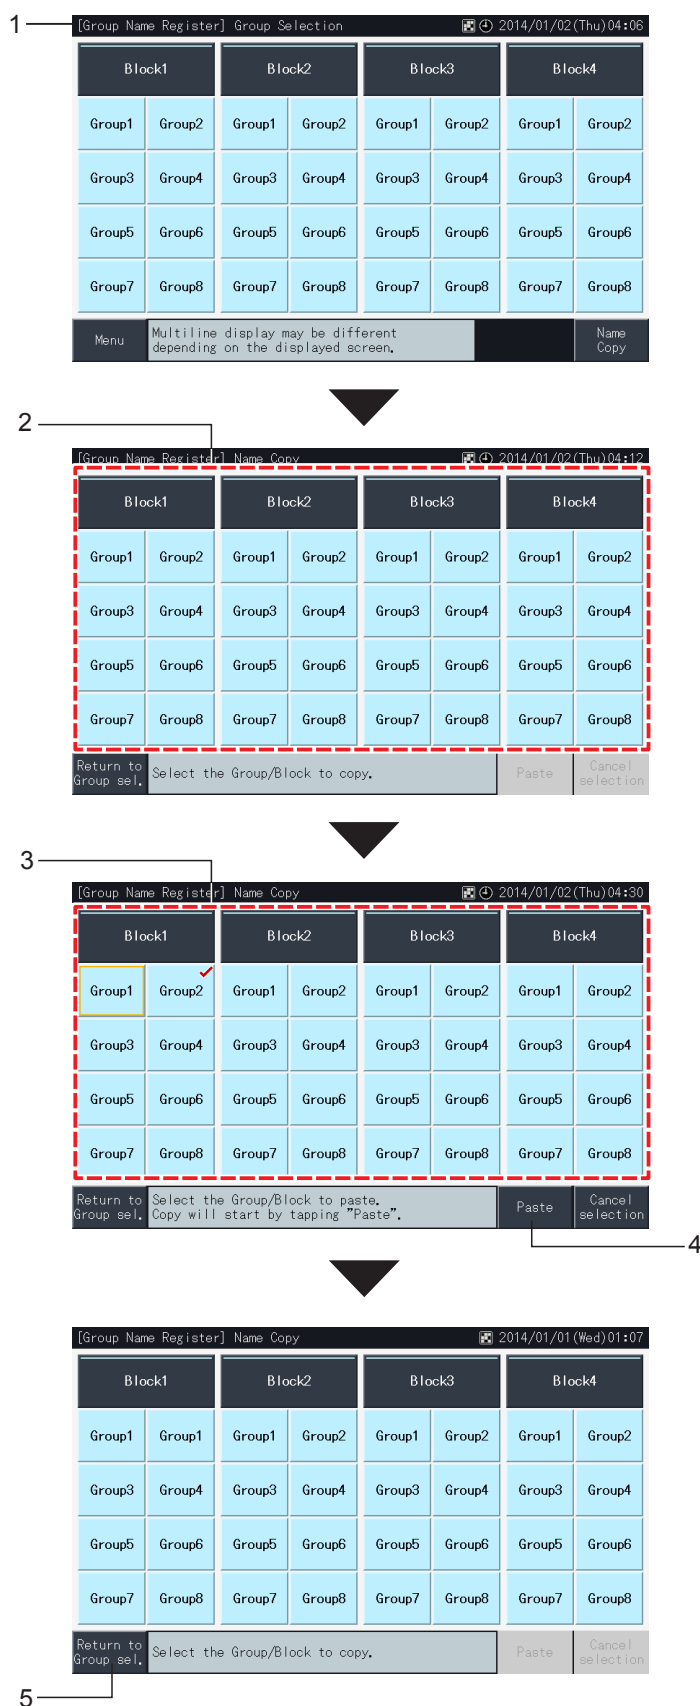 1
[Group Name Register] Group Selection 2014/01/02(Thu)04:06
Block1 Block2 Block3 Block4
Group1 Group2 Group1 Group2 Group1 Group2 Group1 Group2
Group3 Group4 Group3 Group4 Group3 Group4 Group3 Group4
Group5 Group6 Group5 Group6 Group5 Group6 Group5 Group6
Group7 Group8 Group7 Group8 Group7 Group8 Group7 Group8
Menu
Multiline display may be different
depending on the displayed screen.
Name
Copy
2
[Group Name Register] Name Copy 2014/01/02(Thu)04:12
Block1 Block2 Block3 Block4
Group1 Group2 Group1 Group2 Group1 Group2 Group1 Group2
Group3 Group4 Group3 Group4 Group3 Group4 Group3 Group4
Group5 Group6 Group5 Group6 Group5 Group6 Group5 Group6
Group7 Group8 Group7 Group8 Group7 Group8 Group7 Group8
Return to
Group sel.
Select the Group/Block to copy.
Paste
Cancel
selection
3
[Group Name Register] Name Copy 2014/01/02(Thu)04:30
Block1 Block2 Block3 Block4
Group1 Group2 Group1 Group2 Group1 Group2 Group1 Group2
Group3 Group4 Group3 Group4 Group3 Group4 Group3 Group4
Group5 Group6 Group5 Group6 Group5 Group6 Group5 Group6
Group7 Group8 Group7 Group8 Group7 Group8 Group7 Group8
Return to
Group sel.
Select the Group/Block to paste.
Copy will start by tapping "Paste".
Paste
Cancel
selection
4
[Group Name Register] Name Copy 2014/01/01(Wed)01:07
Block1 Block2 Block3 Block4
Group1 Group1 Group1 Group2 Group1 Group2 Group1 Group2
Group3 Group4 Group3 Group4 Group3 Group4 Group3 Group4
Group5 Group6 Group5 Group6 Group5 Group6 Group5 Group6
Group7 Group8 Group7 Group8 Group7 Group8 Group7 Group8
Return to
Group sel.
Select the Group/Block to copy.
Paste
Cancel
selection
5